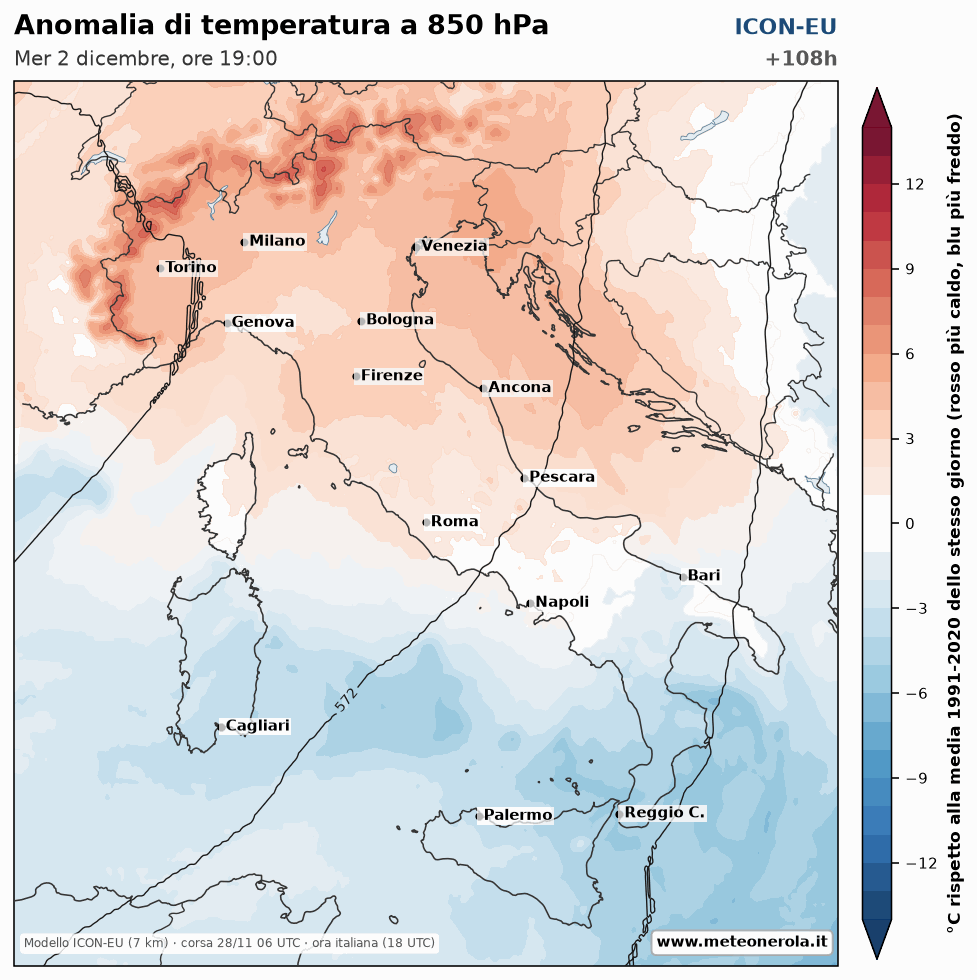 Anomalia di temperatura a 850 hPa
ICON-EU
Mer 2 dicembre, ore 19:00
+108h
Milano
Venezia
Torino
Genova
Bologna
Firenze
Ancona
Pescara
Roma
Bari
Napoli
572
Cagliari
Palermo
Reggio C.
Modello ICON-EU (7 km) · corsa 28/11 06 UTC · ora italiana (18 UTC)
www.meteonerola.it
12
9
6
3
0
−3
−6
−9
−12
°C rispetto alla media 1991-2020 dello stesso giorno (rosso più caldo, blu più freddo)